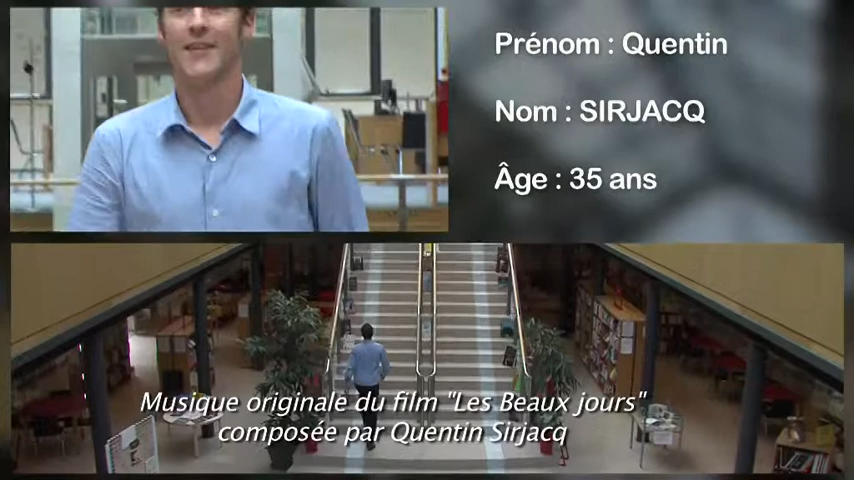 Prénom : Quentin
Nom : SIRJACQ
Âge : 35 ans
Musique originale du film "Les Beaux jours"
composée par Quentin Sirjacq